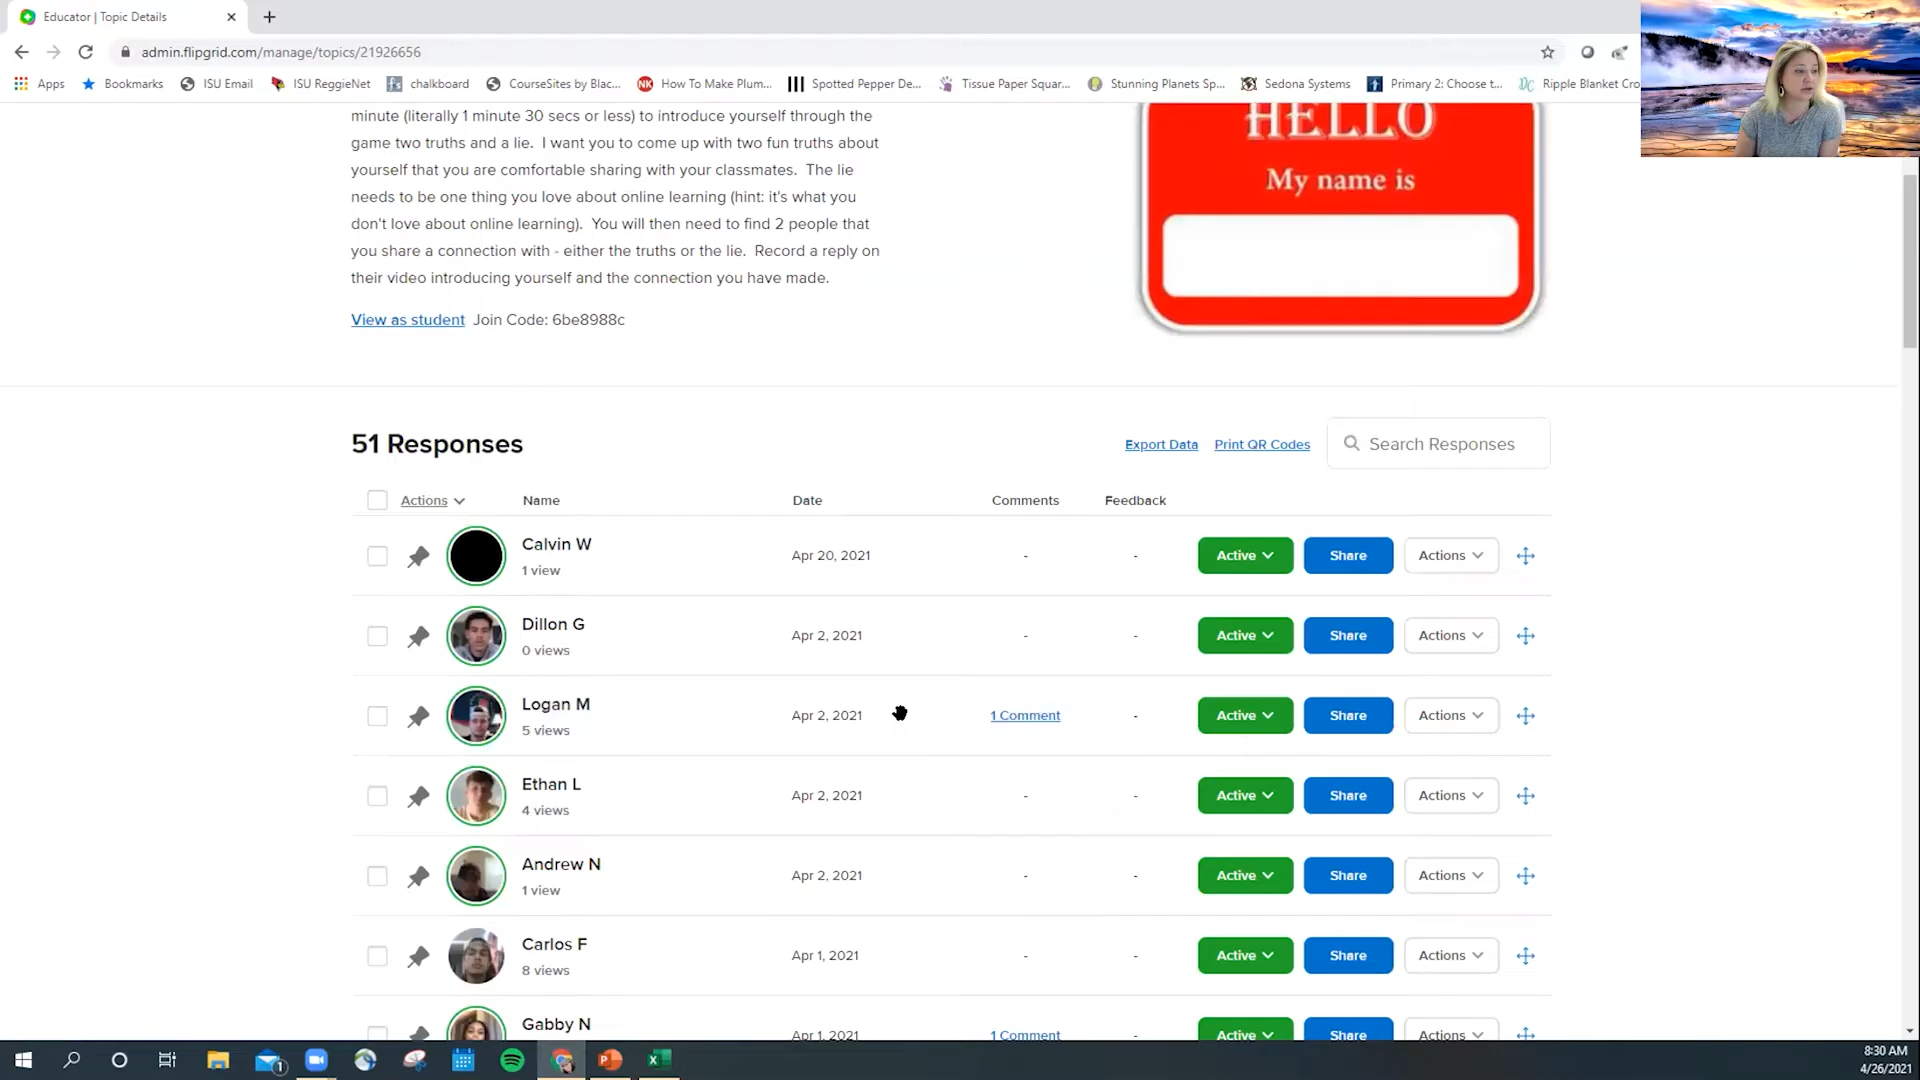 Educator | Topic Details
admin.flipgrid.com/manage/topics/21926656
Apps Bookmarks ISU Email ISU ReggieNet chalkboard CourseSites by Blac... NK How To Make Plum... Spotted Pepper De... Tissue Paper Squar... Stunning Planets Sp... Sedona Systems Primary 2: Choose t... Ripple Blanket Cro
minute (literally 1 minute 30 secs or less) to introduce yourself through the
game two truths and a lie. I want you to come up with two fun truths about
yourself that you are comfortable sharing with your classmates. The lie
needs to be one thing you love about online learning (hint: it's what you
don't love about online learning). You will then need to find 2 people that
you share a connection with - either the truths or the lie. Record a reply on
their video introducing yourself and the connection you have made.
View as student Join Code: 6be8988c
HELLO
My name is
51 Responses
Export Data Print QR Codes Search Responses
Actions Name Date Comments Feedback
Calvin W
1 view
Apr 20, 2021 - - Active Share Actions
Dillon G
0 views
Apr 2, 2021 - - Active Share Actions
Logan M
5 views
Apr 2, 2021 1 Comment - Active Share Actions
Ethan L
4 views
Apr 2, 2021 - - Active Share Actions
Andrew N
1 view
Apr 2, 2021 - - Active Share Actions
Carlos F
8 views
Apr 1, 2021 - - Active Share Actions
Gabby N
Apr 1, 2021 1 Comment - Active Share Actions
1
8:30 AM
4/26/2021